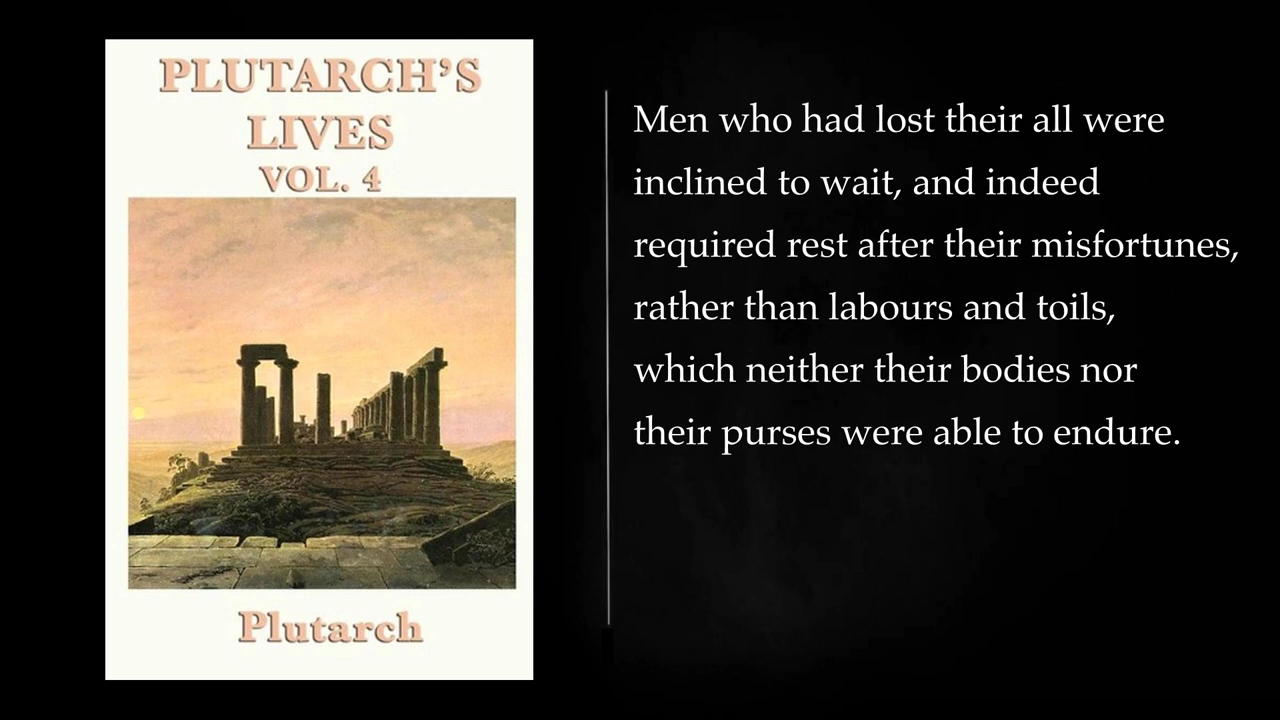 PLUTARCH'S
LIVES
VOL. 4
Plutarch
Men who had lost their all were
inclined to wait, and indeed
required rest after their misfortunes,
rather than labours and toils,
which neither their bodies nor
their purses were able to endure.